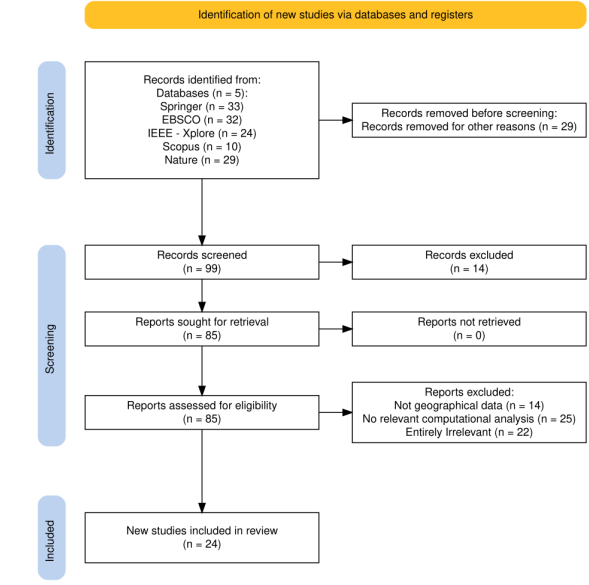 Identification of new studies via databases and registers
Identification
Records identified from:
Databases (n = 5):
Springer (n = 33)
EBSCO (n = 32)
IEEE - Xplore (n = 24)
Scopus (n = 10)
Nature (n = 29)
Records removed before screening:
Records removed for other reasons (n = 29)
Screening
Records screened
(n = 99)
Records excluded
(n = 14)
Reports sought for retrieval
(n = 85)
Reports not retrieved
(n = 0)
Reports assessed for eligibility
(n = 85)
Reports excluded:
Not geographical data (n = 14)
No relevant computational analysis (n = 25)
Entirely Irrelevant (n = 22)
Included
New studies included in review
(n = 24)